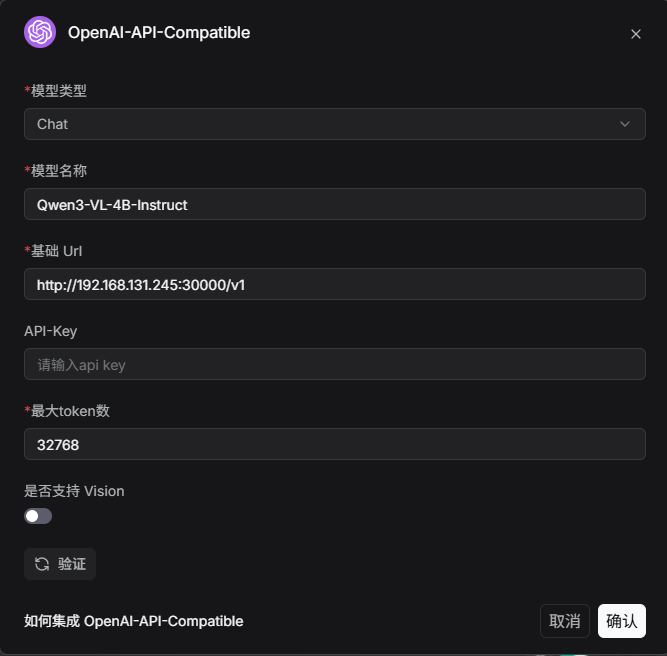 OpenAI-API-Compatible
*模型类型
Chat
*模型名称
Qwen3-VL-4B-Instruct
*基础 Url
http://192.168.131.245:30000/v1
API-Key
请输入api key
*最大token数
32768
是否支持 Vision
验证
如何集成 OpenAI-API-Compatible
取消
确认